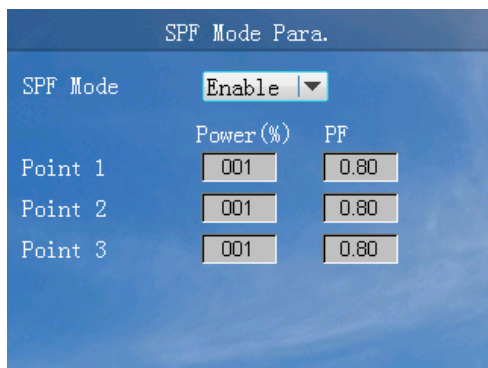 SPF Mode Para.
SPF Mode Enable
Power(%) PF
Point 1 001 0.80
Point 2 001 0.80
Point 3 001 0.80